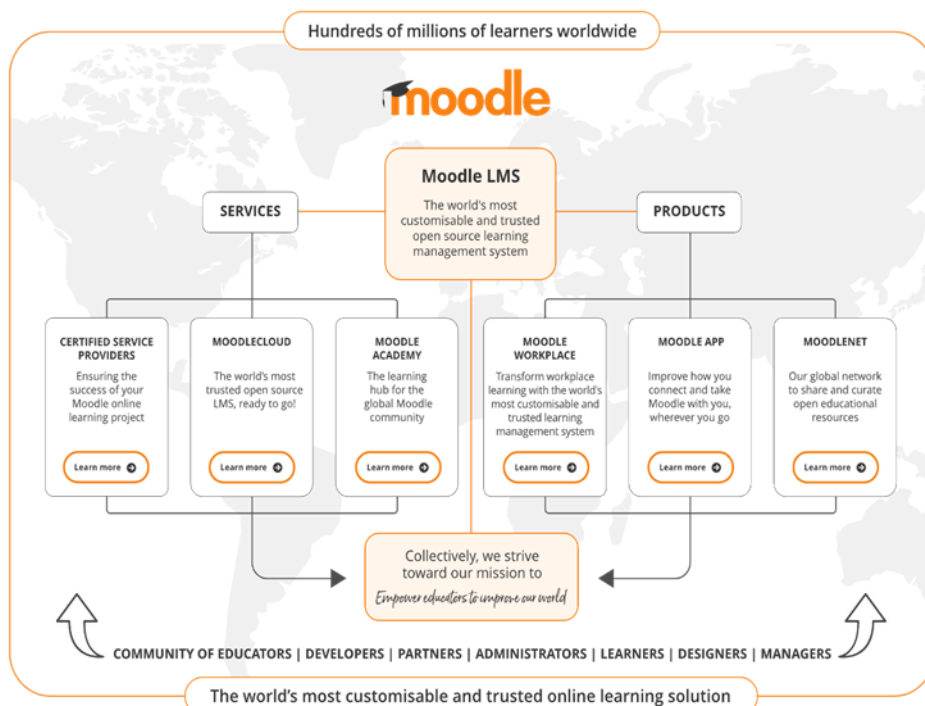 Hundreds of millions of learners worldwide
moodle
Moodle LMS
The world's most
customisable and trusted
open source learning
management system
SERVICES
PRODUCTS
CERTIFIED SERVICE
PROVIDERS
Ensuring the
success of your
Moodle online
learning project
Learn more
MOODLECLOUD
The world's most
trusted open source
LMS, ready to go!
Learn more
MOODLE
ACADEMY
The learning
hub for the
global Moodle
community
Learn more
MOODLE
WORKPLACE
Transform workplace
learning with the world's
most customisable and
trusted learning
management system
Learn more
MOODLE APP
Improve how you
connect and take
Moodle with you,
wherever you go
Learn more
MOODLENET
Our global network
to share and curate
open educational
resources
Learn more
Collectively, we strive
toward our mission to
Empower educators to improve our world
COMMUNITY OF EDUCATORS | DEVELOPERS | PARTNERS | ADMINISTRATORS | LEARNERS | DESIGNERS | MANAGERS
The world's most customisable and trusted online learning solution